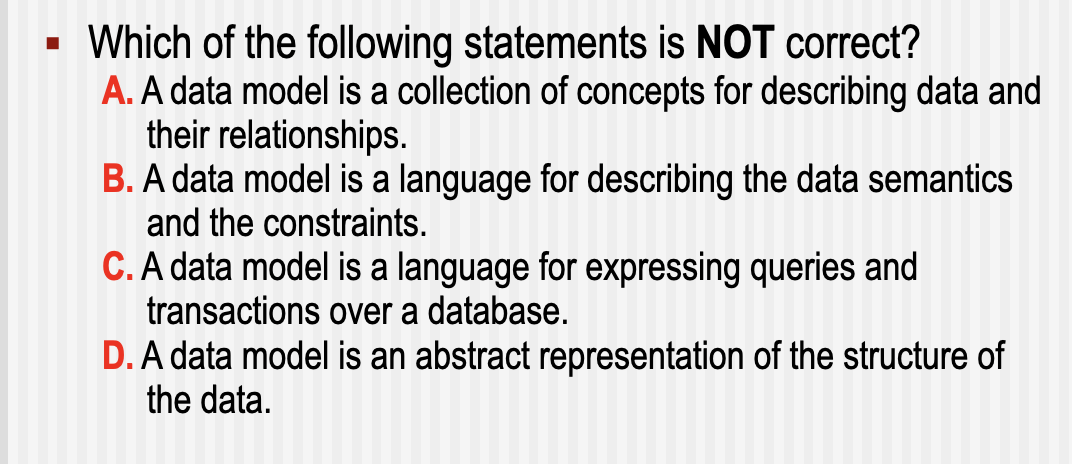 ▪ Which of the following statements is NOT correct?
A. A data model is a collection of concepts for describing data and
their relationships.
B. A data model is a language for describing the data semantics
and the constraints.
C. A data model is a language for expressing queries and
transactions over a database.
D. A data model is an abstract representation of the structure of
the data.